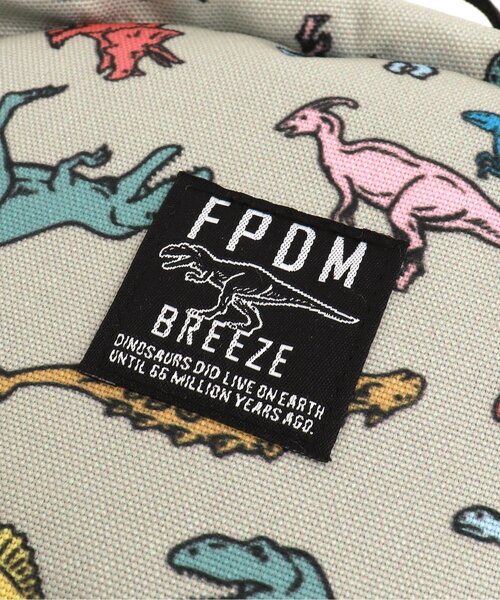 FPDM
BREEZE
DINOSAURS DID LIVE ON EARTH
UNTIL 66 MILLION YEARS AGO.